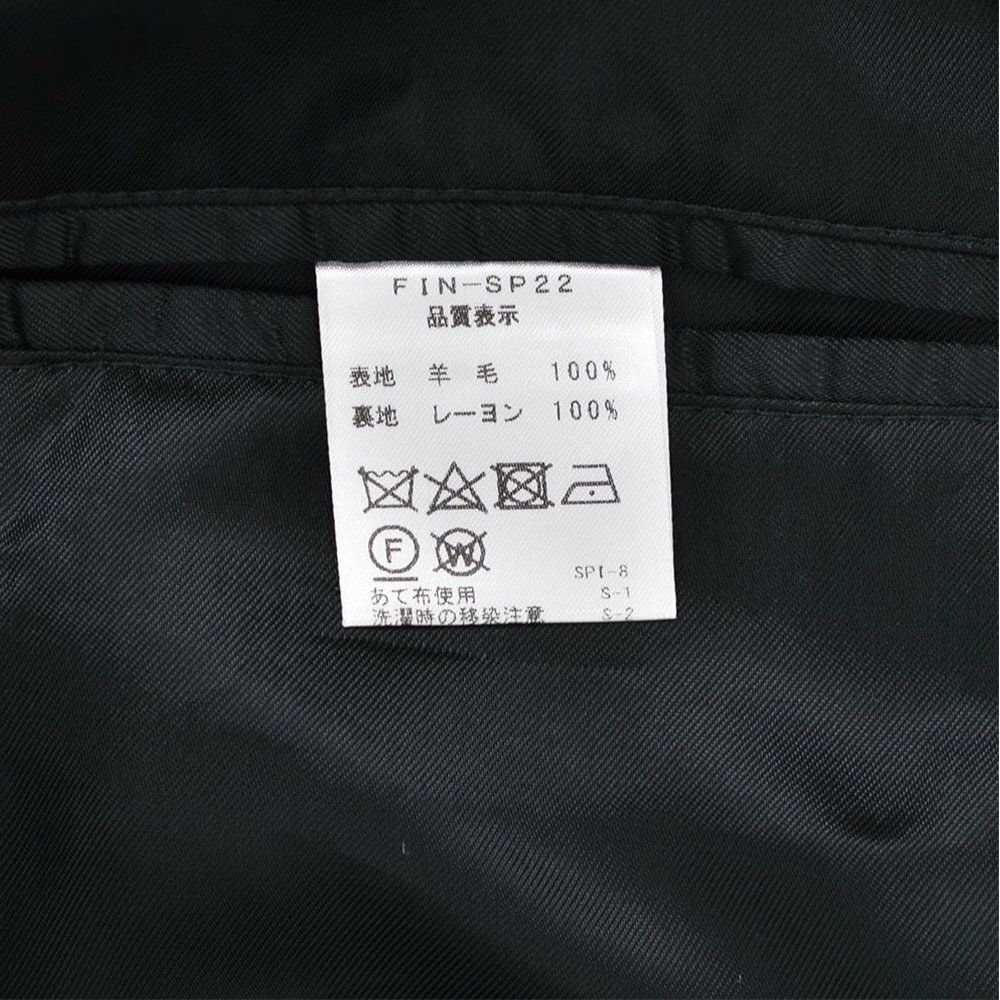 FIN-SP22
品質表示
表地 羊毛 100%
裏地 レーヨン 100%
F W
SPI-8
あて布使用 S-1
洗濯時の移染注意 S-2